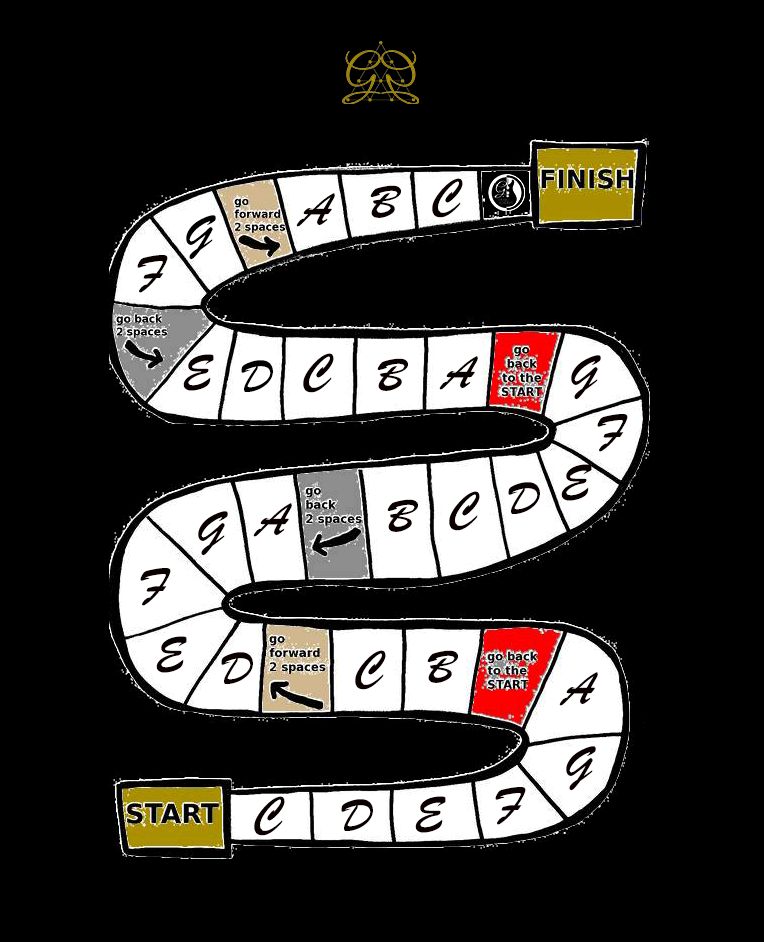 FINISH
go
forward
2 spaces
A
B
C
G
F
go back
2 spaces
E
D
C
B
A
go
back
to the
START
G
F
E
D
C
B
go
back
2 spaces
A
G
F
E
D
go
forward
2 spaces
C
B
go back
to the
START
A
G
F
E
D
C
START